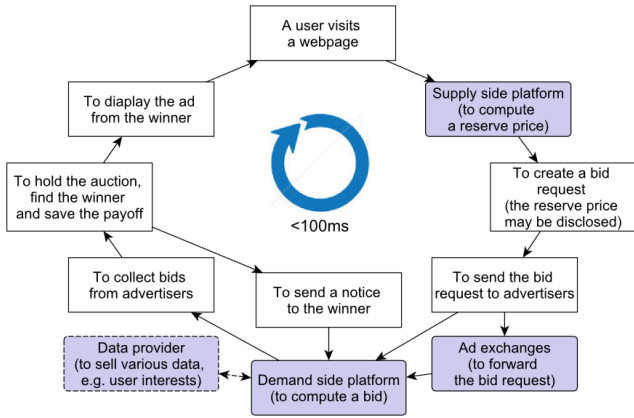 A user visits
a webpage
Supply side platform
(to compute
a reserve price)
To create a bid
request
(the reserve price
may be disclosed)
To send the bid
request to advertisers
Ad exchanges
(to forward
the bid request)
Demand side platform
(to compute a bid)
Data provider
(to sell various data,
e.g. user interests)
To send a notice
to the winner
To collect bids
from advertisers
To hold the auction,
find the winner
and save the payoff
To diaplay the ad
from the winner
<100ms